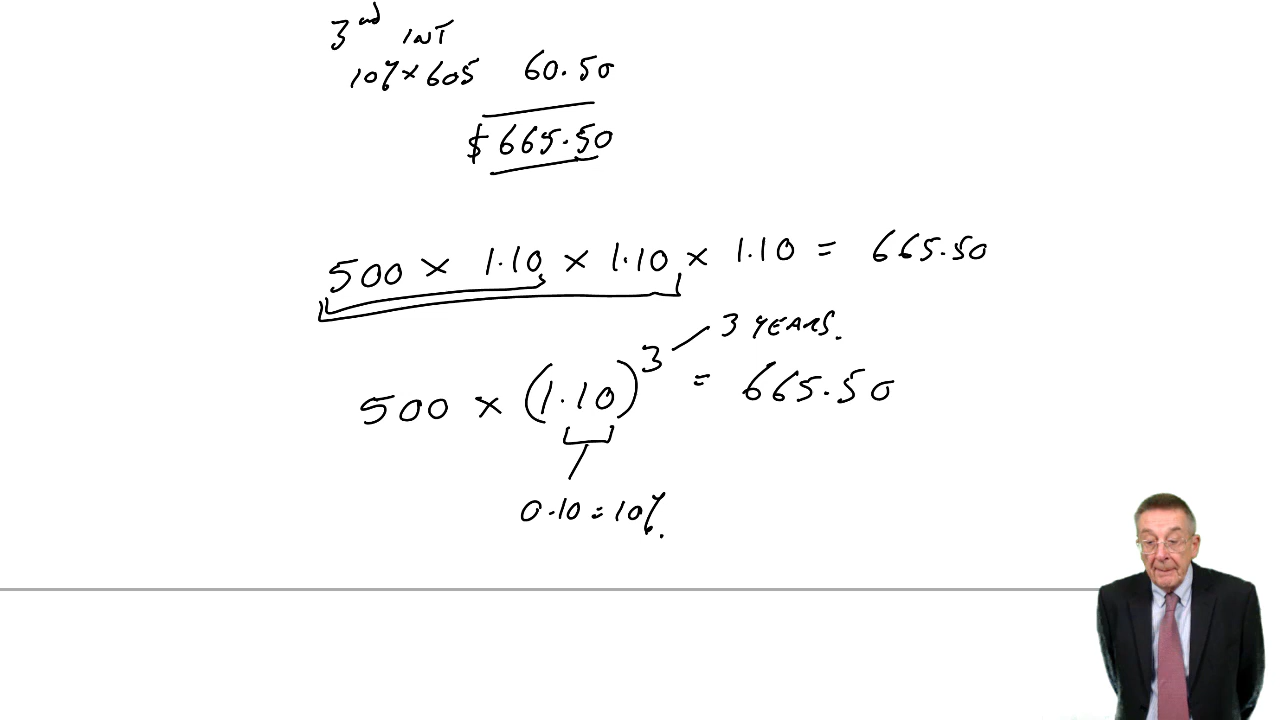 3rd INT
10% × 605 60.50
$ 665.50
500 × 1.10 × 1.10 × 1.10 = 665.50
3 YEARS.
500 × (1.10)³ = 665.50
0.10 = 10%.